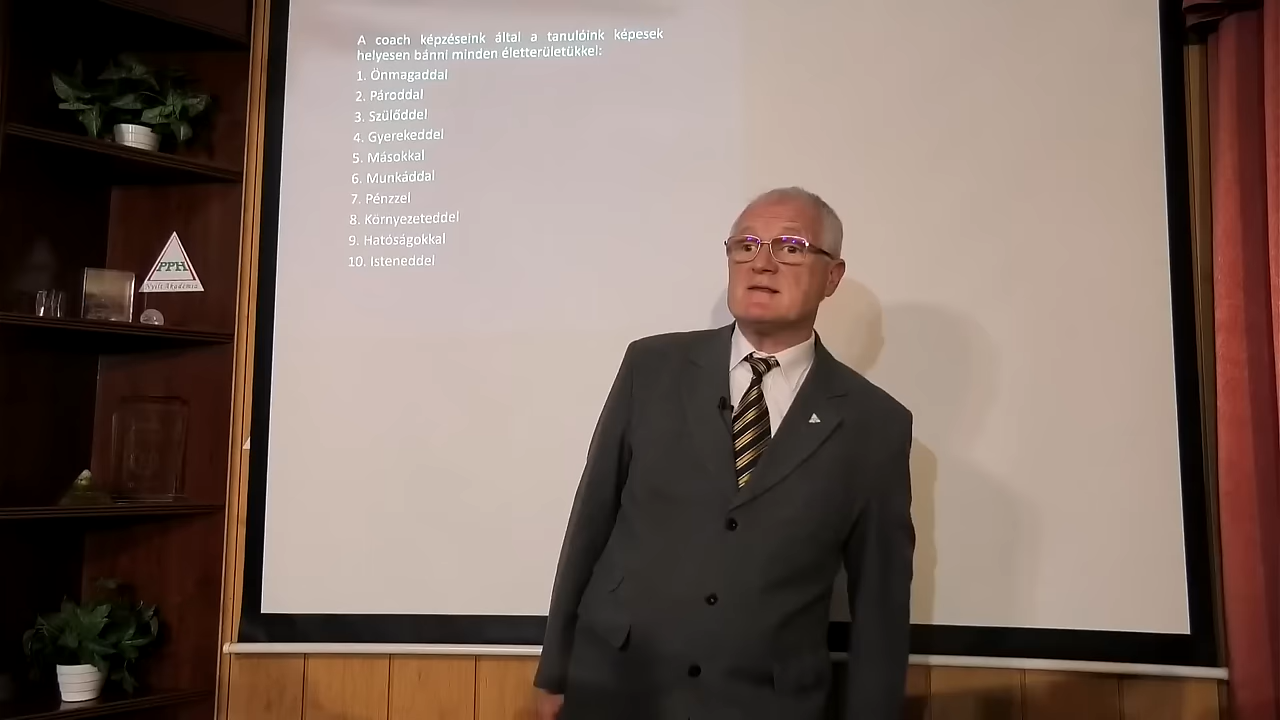 A coach képzéseink által a tanulóink képesek
helyesen bánni minden életterületükkel:
1. Önmagaddal
2. Pároddal
3. Szülőddel
4. Gyerekeddel
5. Másokkal
6. Munkáddal
7. Pénzzel
8. Környezeteddel
9. Hatóságokkal
10. Isteneddel
PPH
Nyílt Akadémia